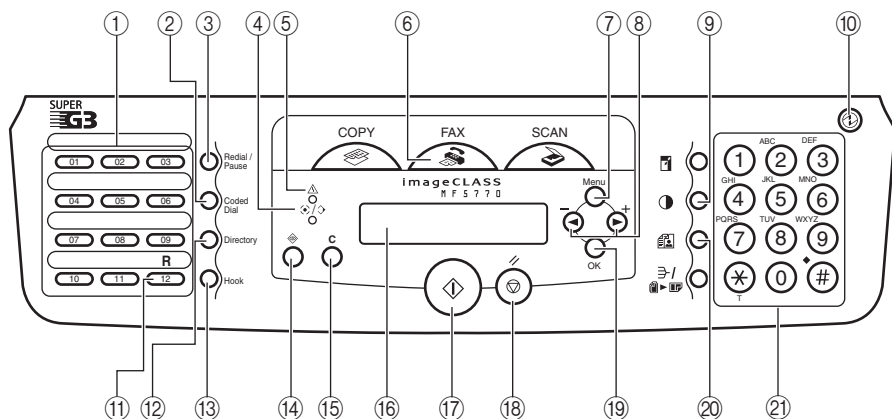 ① ② ③ ④ ⑤ ⑥ ⑦ ⑧ ⑨ ⑩
SUPER
G3
COPY FAX SCAN
01 02 03
Redial /
Pause
imageCLASS
MF5770
Menu
04 05 06
Coded
Dial
- +
07 08 09
Directory
C
OK
R
10 11 12
Hook
ABC DEF
1 2 3
GHI JKL MNO
4 5 6
PQRS TUV WXYZ
7 8 9
* 0 #
T
⑪ ⑫ ⑬ ⑭ ⑮ ⑯ ⑰ ⑱ ⑲ ⑳ ㉑